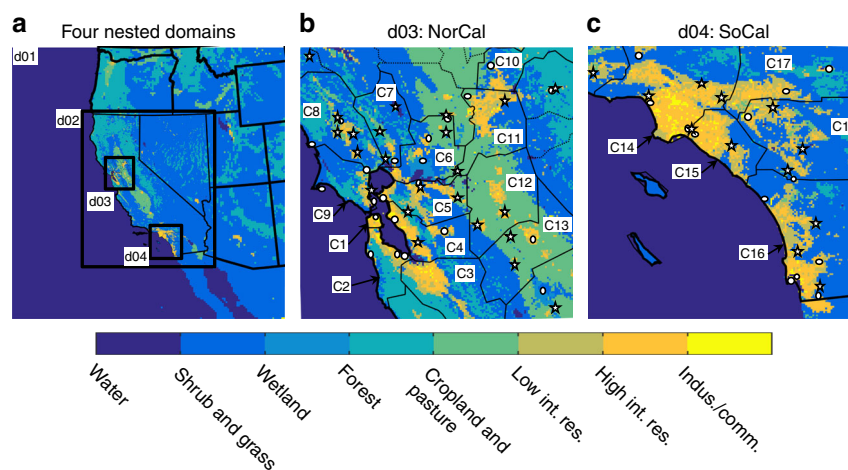 a Four nested domains
d01
d02
d03
d04
b d03: NorCal
C10
C7
C8
C11
C6
C12
C5
C9
C13
C1
C4
C3
C2
c d04: SoCal
C17
C1
C14
C15
C16
Water
Shrub and grass
Wetland
Forest
Cropland and
pasture
Low int. res.
High int. res.
Indus./comm.